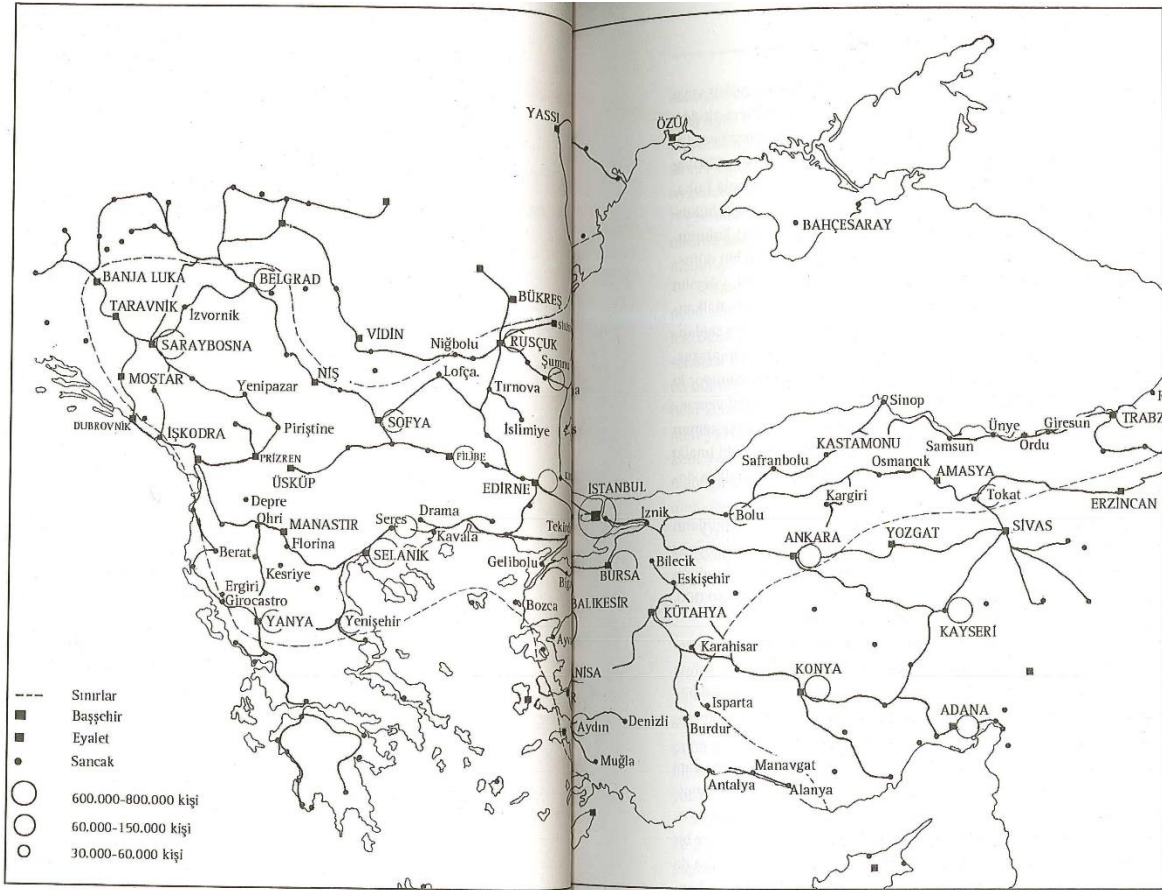 YASSI
ÖZÜ
BAHÇESARAY
BANJA LUKA
BELGRAD
TARAVNİK
İzvornik
BÜKREŞ
SARAYBOSNA
VİDİN
Niğbolu
RUSÇUK
Şumnu
MOSTAR
Yenipazar
NİŞ
Lofça.
Tırnova
DUBROVNİK
İŞKODRA
Piriştine
SOFYA
İslimiye
PRİZREN
ÜSKÜP
FİLİBE
EDİRNE
İSTANBUL
Sinop
KASTAMONU
Samsun
Ünye
Ordu
Giresun
TRABZ
Safranbolu
Osmancık
AMASYA
ERZİNCAN
Kargiri
Tokat
Bolu
Depre
Ohri
MANASTIR
Seres
Drama
Kavala
Iznik
ANKARA
YOZGAT
SİVAS
Florina
SELANİK
Gelibolu
BURSA
Bilecik
Berat
Kesriye
Eskişehir
Ergiri
Girocastro
Bozca
BALIKESİR
KÜTAHYA
KAYSERİ
YANYA
Yenişehir
Karahisar
KONYA
NİSA
Isparta
ADANA
Aydın
Denizli
Burdur
Muğla
Antalya
Manavgat
Alanya
Sınırlar
Başşehir
Eyalet
Sancak
600.000-800.000 kişi
60.000-150.000 kişi
30.000-60.000 kişi